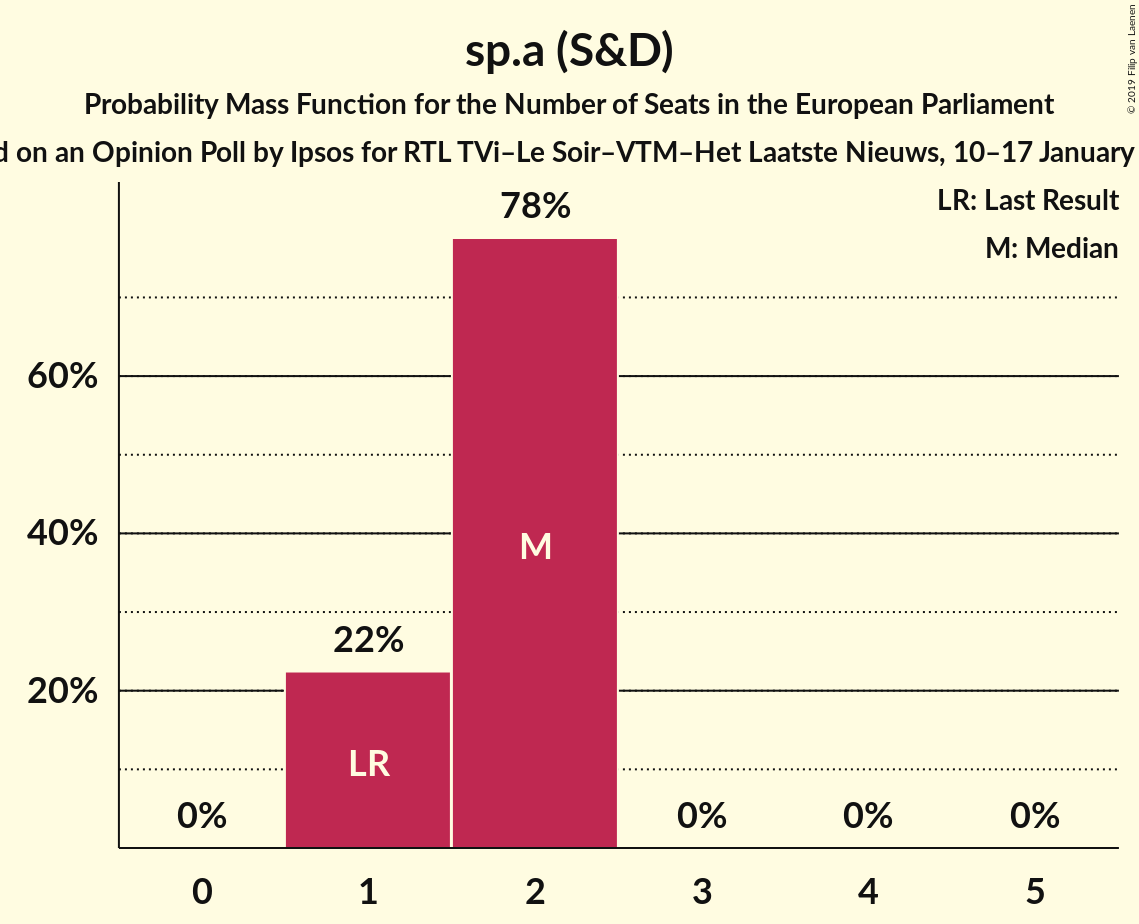 sp.a (S&D)
Probability Mass Function for the Number of Seats in the European Parliament
on an Opinion Poll by Ipsos for RTL TVi–Le Soir–VTM–Het Laatste Nieuws, 10–17 January
© 2019 Filip van Laenen
LR: Last Result
M: Median
78%
60%
M
40%
22%
20%
LR
0%
0%
0%
0%
0 1 2 3 4 5